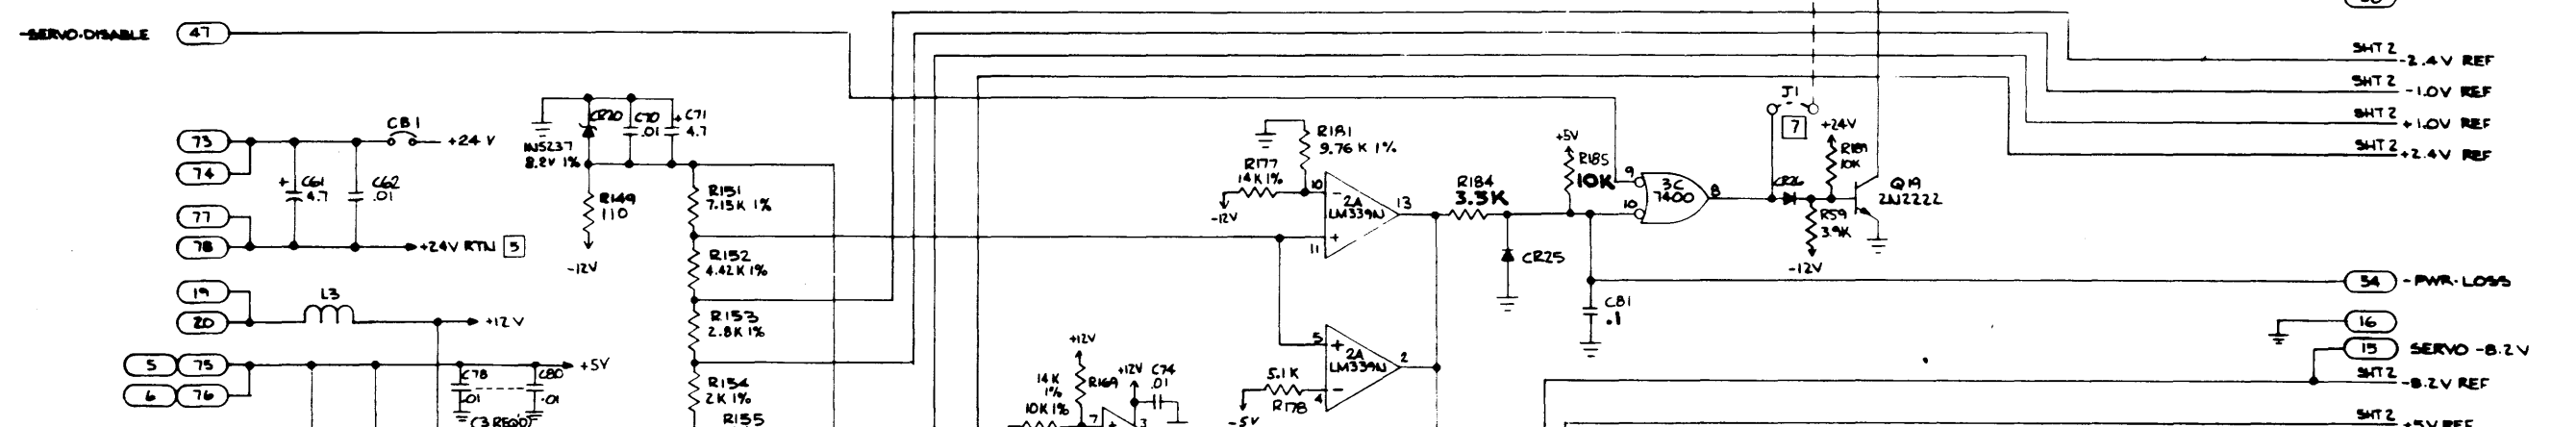 -SERVO-DISABLE 47
73
74
77
78
19
20
5 75
6 76
CB1
+24 V
C61
4.7
C62
.01
+24V RTN 5
L3
+12V
+5V
C78
.01
C80
.01
(3 REQ'D)
CR20
1N5237
8.2V 1%
C70
.01
C71
4.7
R149
110
-12V
R151
7.15K 1%
R152
4.42K 1%
R153
2.8K 1%
R154
2K 1%
R155
+12V
14K
1%
R169
10K 1%
7
+12V
C74
.01
3
R181
9.76 K 1%
R177
14K 1%
-12V
10
-
2A
LM339N
13
+
11
5
+
2A
LM339N
2
-
4
5.1K
R178
-5V
R184
3.3K
CR25
+5V
R185
10K
C81
.1
9
10
3C
7400
8
J1
7
CR26
+24V
R189
10K
R59
3.9K
-12V
Q19
2N2222
SHT 2
-2.4V REF
SHT 2
-1.0V REF
SHT 2
+1.0V REF
SHT 2
+2.4V REF
54 -PWR-LOSS
16
15 SERVO -8.2V
SHT 2
-8.2V REF
SHT 2
+5V REF